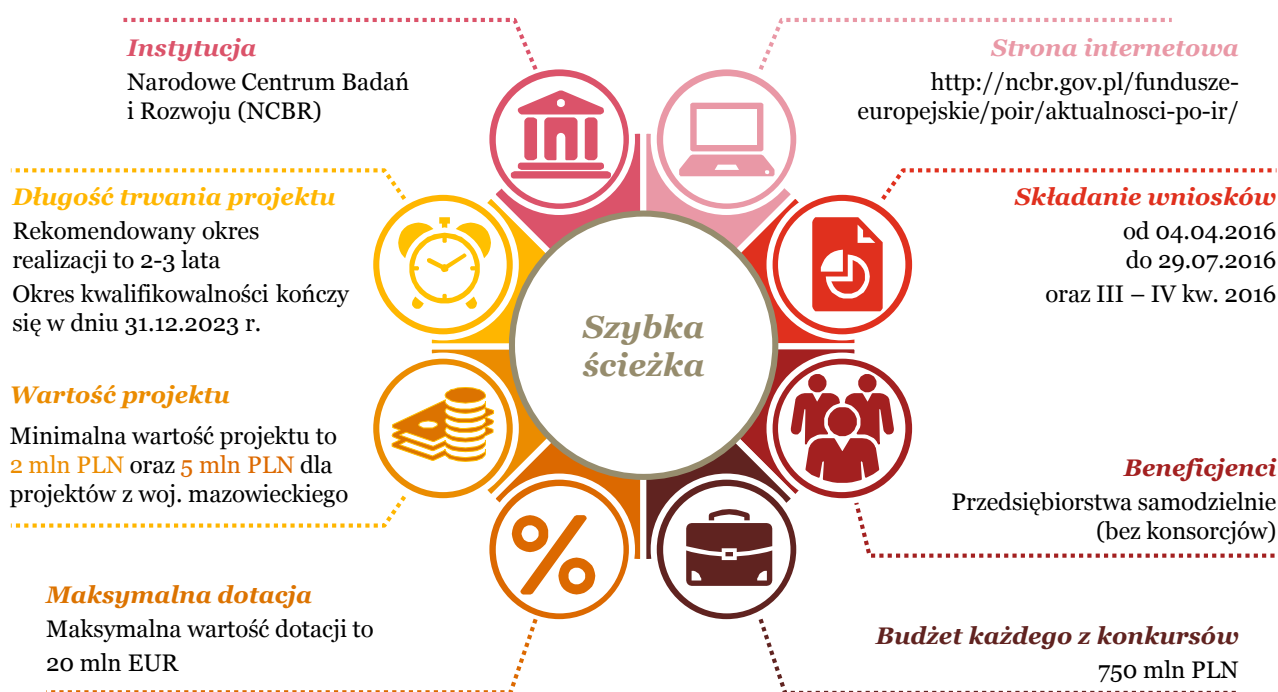 Instytucja
Narodowe Centrum Badań
i Rozwoju (NCBR)
Strona internetowa
http://ncbr.gov.pl/fundusze-
europejskie/poir/aktualnosci-po-ir/
Długość trwania projektu
Rekomendowany okres
realizacji to 2-3 lata
Okres kwalifikowalności kończy
się w dniu 31.12.2023 r.
Składanie wniosków
od 04.04.2016
do 29.07.2016
oraz III – IV kw. 2016
Szybka
ścieżka
Wartość projektu
Minimalna wartość projektu to
2 mln PLN oraz 5 mln PLN dla
projektów z woj. mazowieckiego
Beneficjenci
Przedsiębiorstwa samodzielnie
(bez konsorcjów)
%
Maksymalna dotacja
Maksymalna wartość dotacji to
20 mln EUR
Budżet każdego z konkursów
750 mln PLN